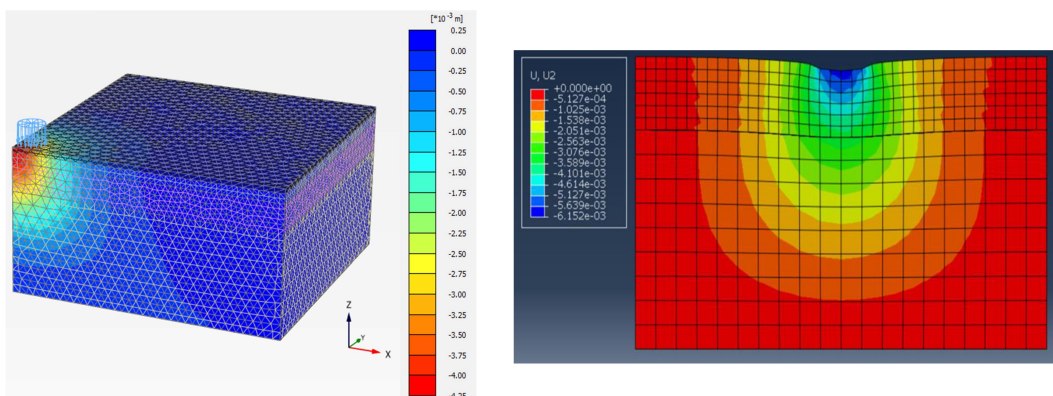 [*10⁻³ m]
0.25
0.00
-0.25
-0.50
-0.75
-1.00
-1.25
-1.50
-1.75
-2.00
-2.25
-2.50
-2.75
-3.00
-3.25
-3.50
-3.75
-4.00
-4.25
Z
Y
X
U, U2
+0.000e+00
-5.127e-04
-1.025e-03
-1.538e-03
-2.051e-03
-2.563e-03
-3.076e-03
-3.589e-03
-4.101e-03
-4.614e-03
-5.127e-03
-5.639e-03
-6.152e-03